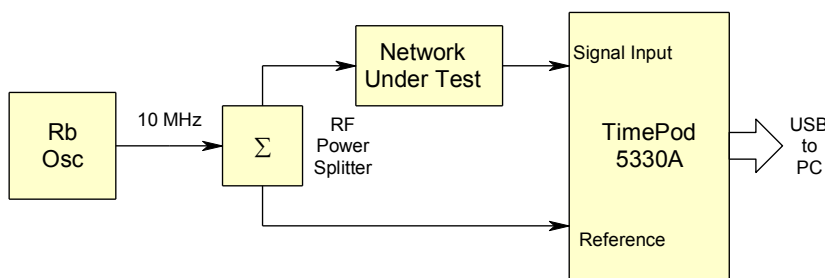 Rb
Osc
10 MHz
Σ
RF
Power
Splitter
Network
Under Test
Signal Input
TimePod
5330A
Reference
USB
to
PC